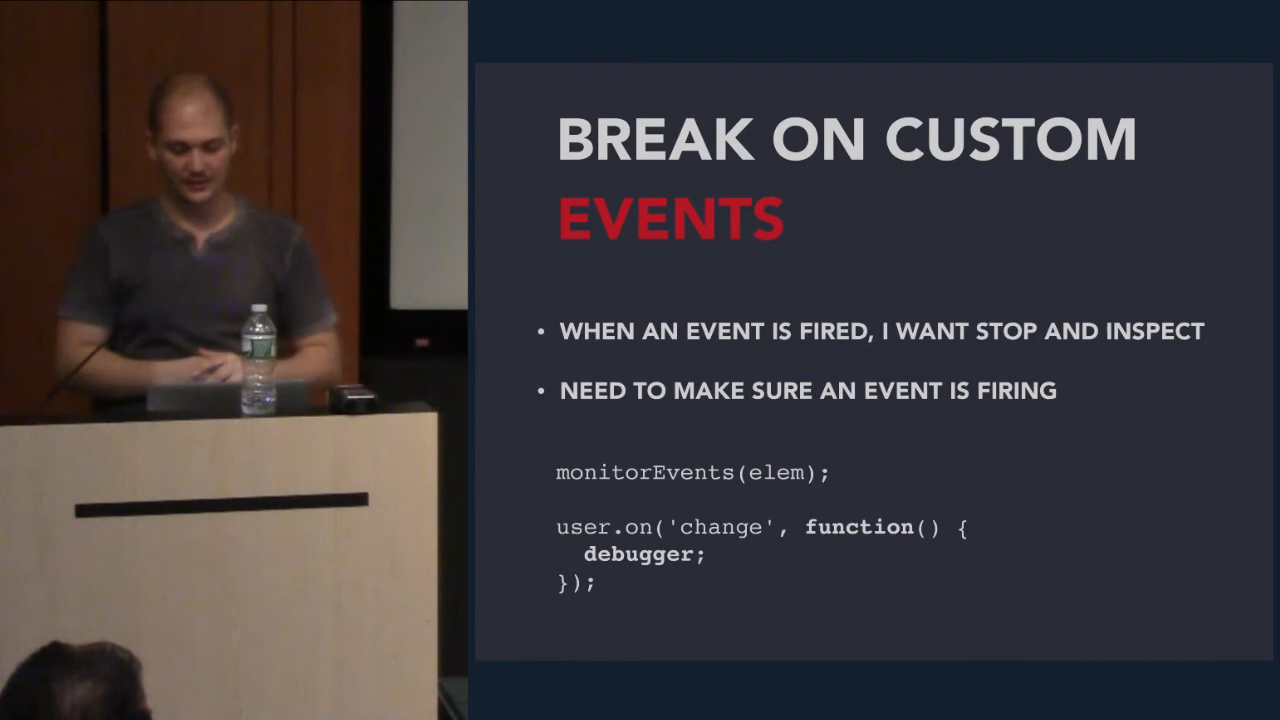 BREAK ON CUSTOM
EVENTS
• WHEN AN EVENT IS FIRED, I WANT STOP AND INSPECT
• NEED TO MAKE SURE AN EVENT IS FIRING
monitorEvents(elem);
user.on('change', function() {
debugger;
});